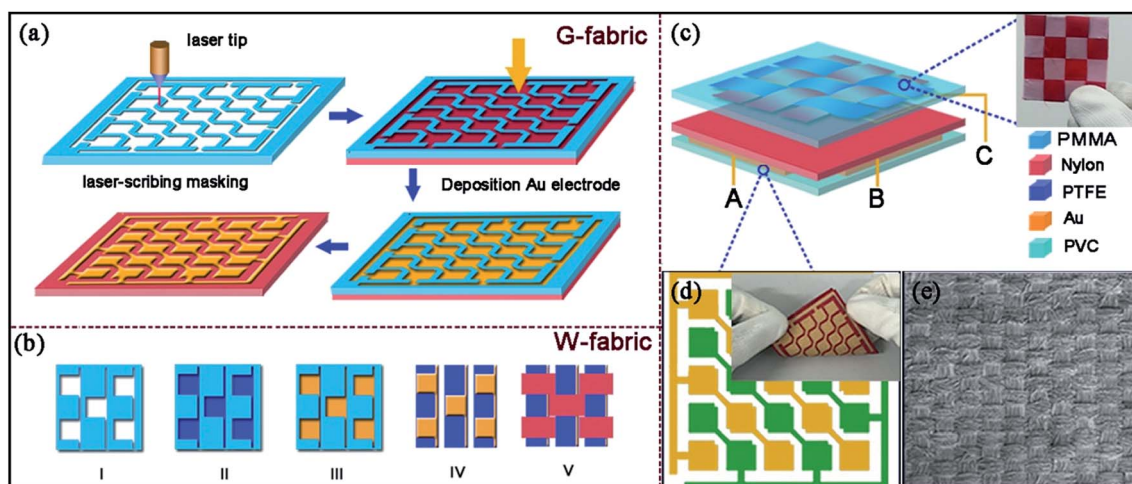 (a)
laser tip
G-fabric
laser-scribing masking
Deposition Au electrode
(b)
W-fabric
I
II
III
IV
V
(c)
A
B
C
PMMA
Nylon
PTFE
Au
PVC
(d)
(e)